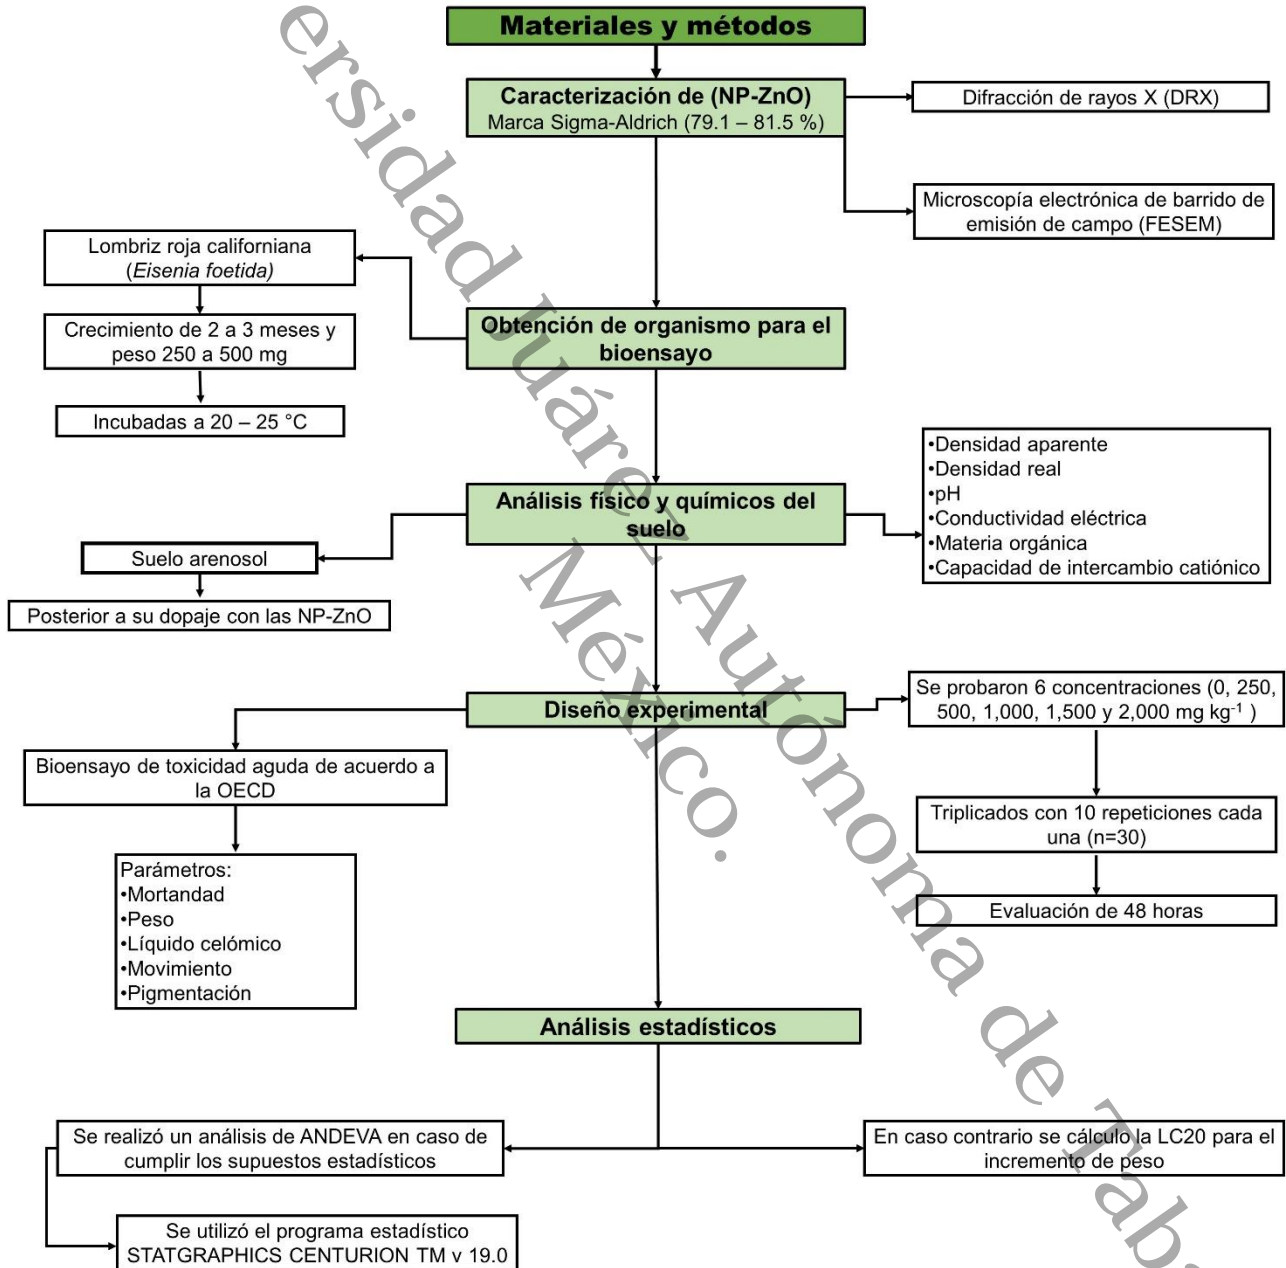 Materiales y métodos
Caracterización de (NP-ZnO)
Marca Sigma-Aldrich (79.1 – 81.5 %)
Difracción de rayos X (DRX)
Microscopía electrónica de barrido de
emisión de campo (FESEM)
Obtención de organismo para el
bioensayo
Lombriz roja californiana
(Eisenia foetida)
Crecimiento de 2 a 3 meses y
peso 250 a 500 mg
Incubadas a 20 – 25 °C
Análisis físico y químicos del
suelo
•Densidad aparente
•Densidad real
•pH
•Conductividad eléctrica
•Materia orgánica
•Capacidad de intercambio catiónico
Suelo arenosol
Posterior a su dopaje con las NP-ZnO
Diseño experimental
Se probaron 6 concentraciones (0, 250,
500, 1,000, 1,500 y 2,000 mg kg-1 )
Triplicados con 10 repeticiones cada
una (n=30)
Evaluación de 48 horas
Bioensayo de toxicidad aguda de acuerdo a
la OECD
Parámetros:
•Mortandad
•Peso
•Líquido celómico
•Movimiento
•Pigmentación
Análisis estadísticos
Se realizó un análisis de ANDEVA en caso de
cumplir los supuestos estadísticos
Se utilizó el programa estadístico
STATGRAPHICS CENTURION TM v 19.0
En caso contrario se cálculo la LC20 para el
incremento de peso
ersidad Juárez Autónoma de Tab
México.